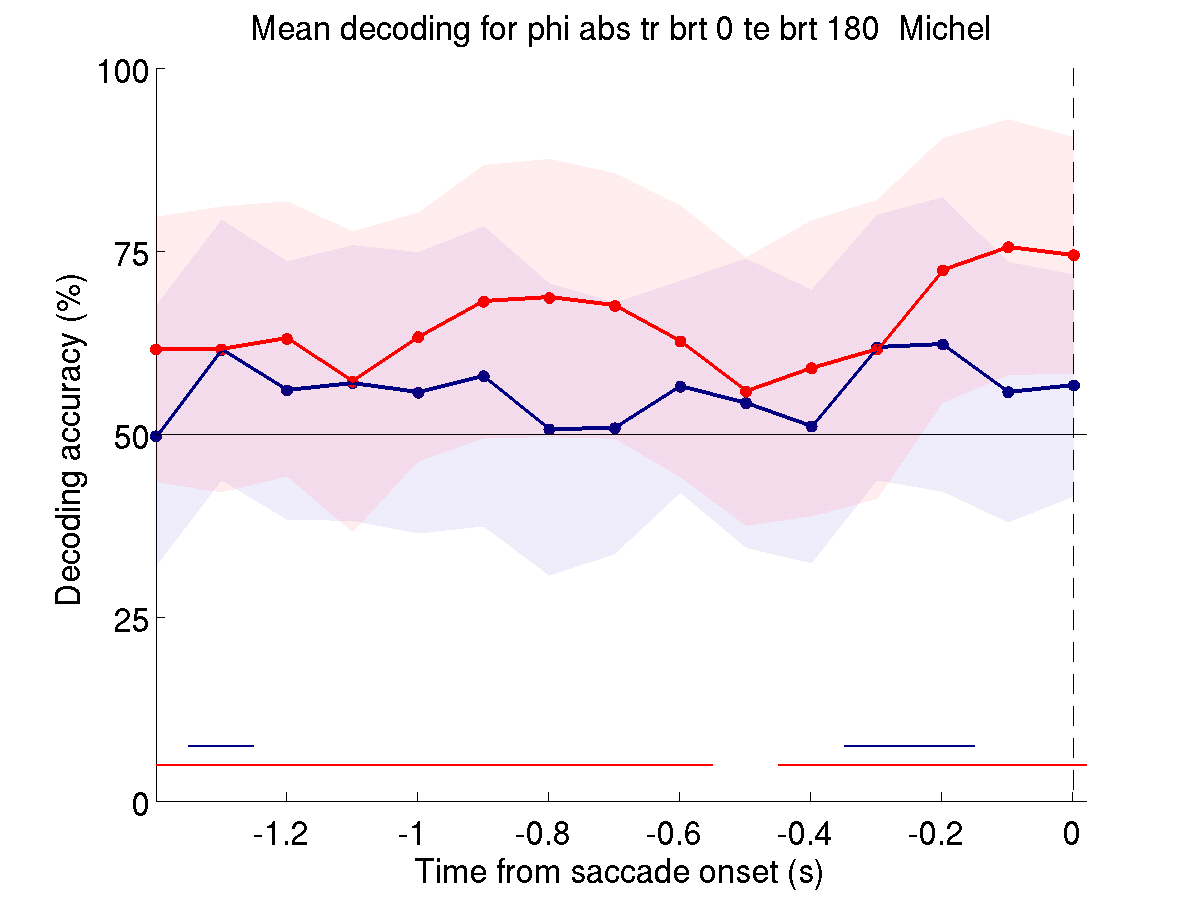 Mean decoding for phi abs tr brt 0 te brt 180  Michel
100
75
50
25
0
Decoding accuracy (%)
-1.2 -1 -0.8 -0.6 -0.4 -0.2 0
Time from saccade onset (s)